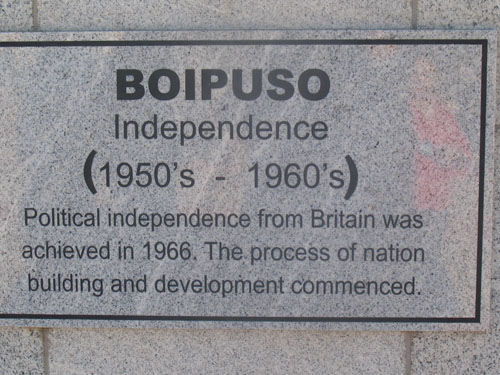 BOIPUSO
Independence
(1950's - 1960's)
Political independence from Britain was
achieved in 1966. The process of nation
building and development commenced.